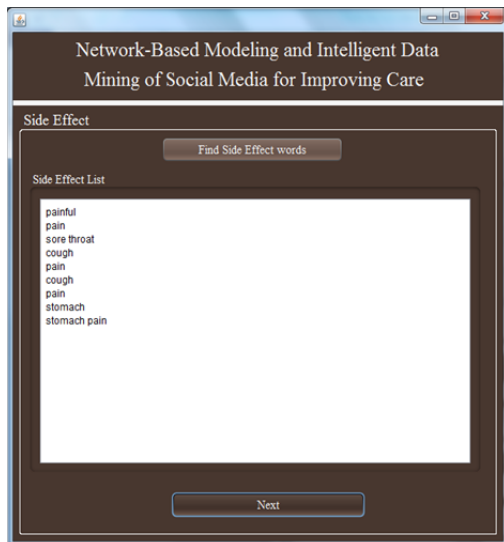 Network-Based Modeling and Intelligent Data
Mining of Social Media for Improving Care
Side Effect
Find Side Effect words
Side Effect List
painful
pain
sore throat
cough
pain
cough
pain
stomach
stomach pain
Next